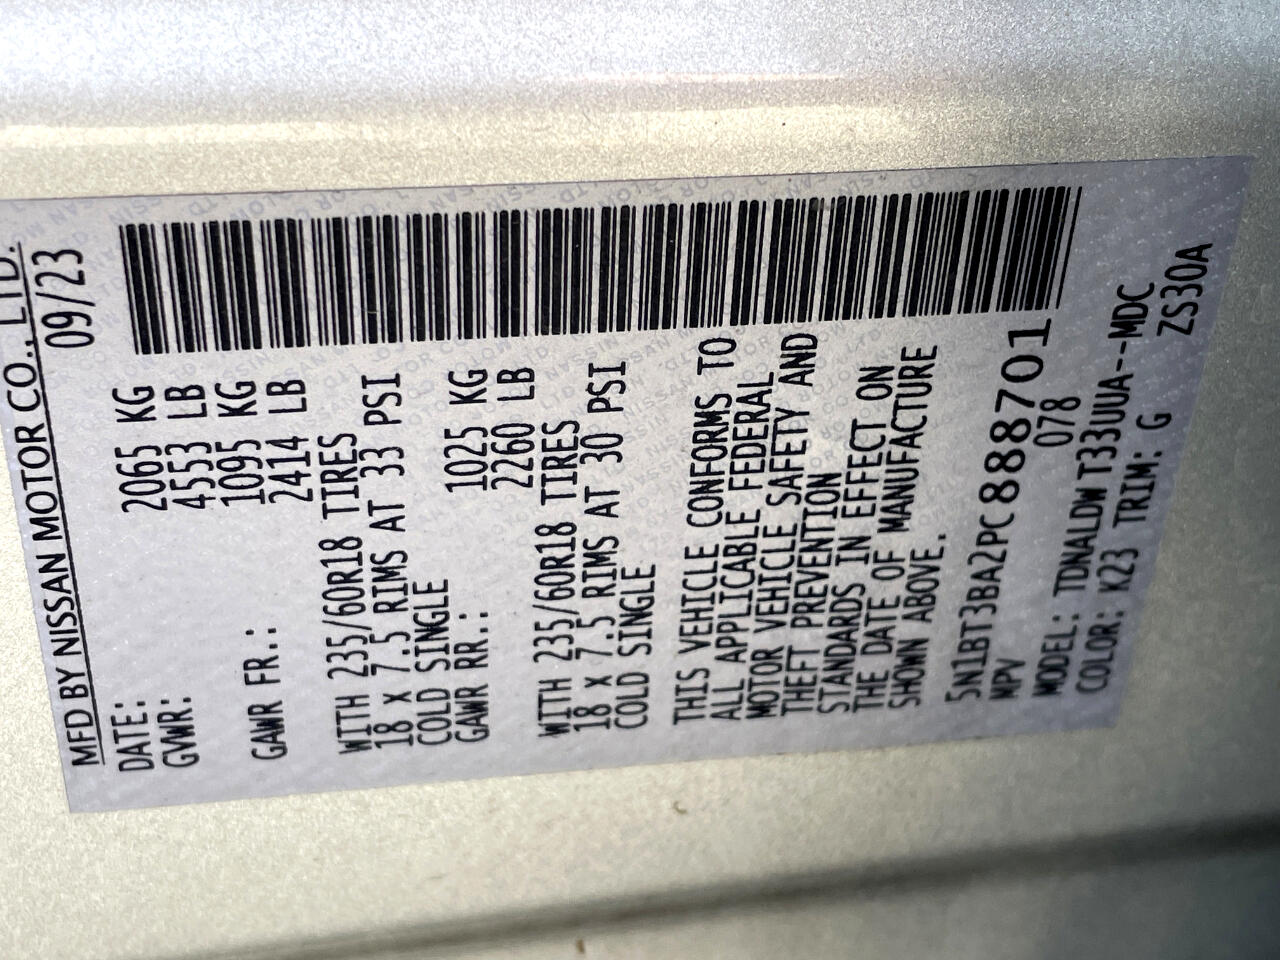 MFD BY NISSAN MOTOR CO., LTD.
DATE: 09/23
GVWR: 2065 KG
4553 LB
1095 KG
GAWR FR.: 2414 LB
WITH 235/60R18 TIRES
18 X 7.5 RIMS AT 33 PSI
COLD SINGLE
GAWR RR.: 1025 KG
2260 LB
WITH 235/60R18 TIRES
18 X 7.5 RIMS AT 30 PSI
COLD SINGLE
THIS VEHICLE CONFORMS TO
ALL APPLICABLE FEDERAL
MOTOR VEHICLE SAFETY AND
THEFT PREVENTION
STANDARDS IN EFFECT ON
THE DATE OF MANUFACTURE
SHOWN ABOVE.
5N1BT3BA2PC888701
MPV 078
MODEL: TDNALDWT33UUA--MDC
COLOR: K23 TRIM: G ZS30A